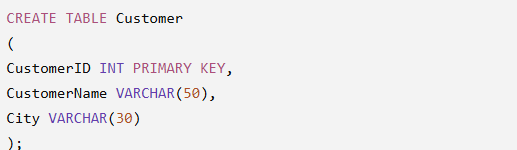 CREATE TABLE Customer
(
CustomerID INT PRIMARY KEY,
CustomerName VARCHAR(50),
City VARCHAR(30)
);